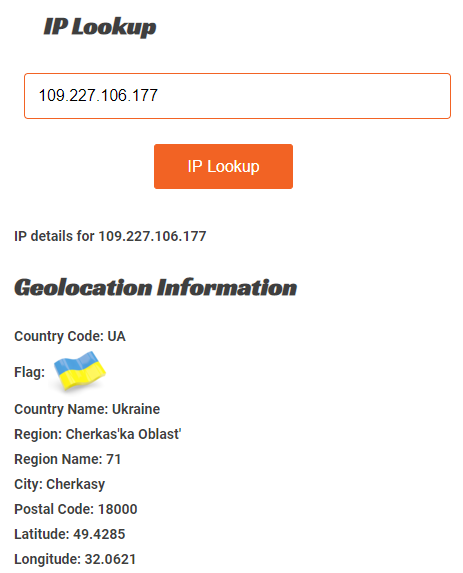 IP Lookup
109.227.106.177
IP Lookup
IP details for 109.227.106.177
Geolocation Information
Country Code: UA
Flag:
Country Name: Ukraine
Region: Cherkas'ka Oblast'
Region Name: 71
City: Cherkasy
Postal Code: 18000
Latitude: 49.4285
Longitude: 32.0621